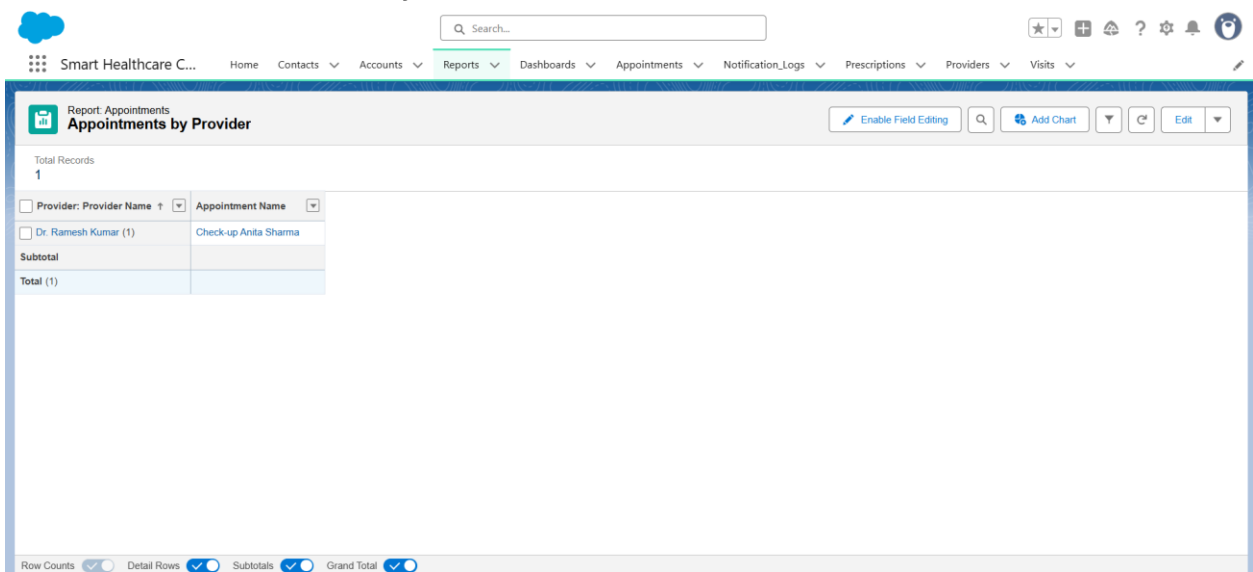 Search...
Smart Healthcare C... Home Contacts Accounts Reports Dashboards Appointments Notification_Logs Prescriptions Providers Visits
Report: Appointments
Appointments by Provider
Enable Field Editing Add Chart Edit
Total Records
1
Provider: Provider Name ↑ Appointment Name
Dr. Ramesh Kumar (1) Check-up Anita Sharma
Subtotal
Total (1)
Row Counts Detail Rows Subtotals Grand Total